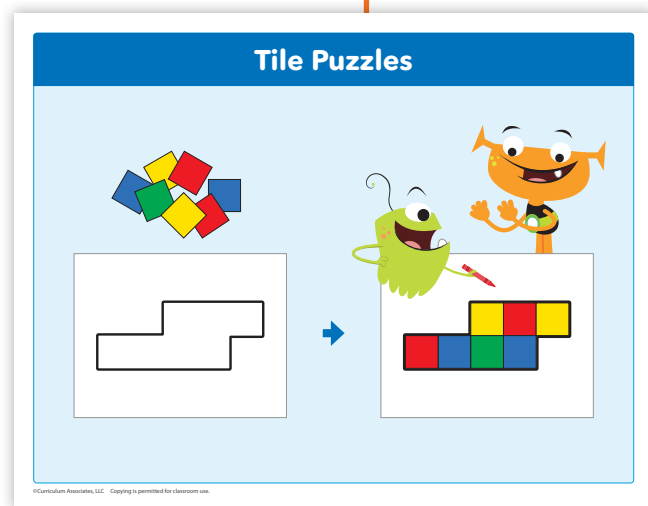 Tile Puzzles
©Curriculum Associates, LLC Copying is permitted for classroom use.